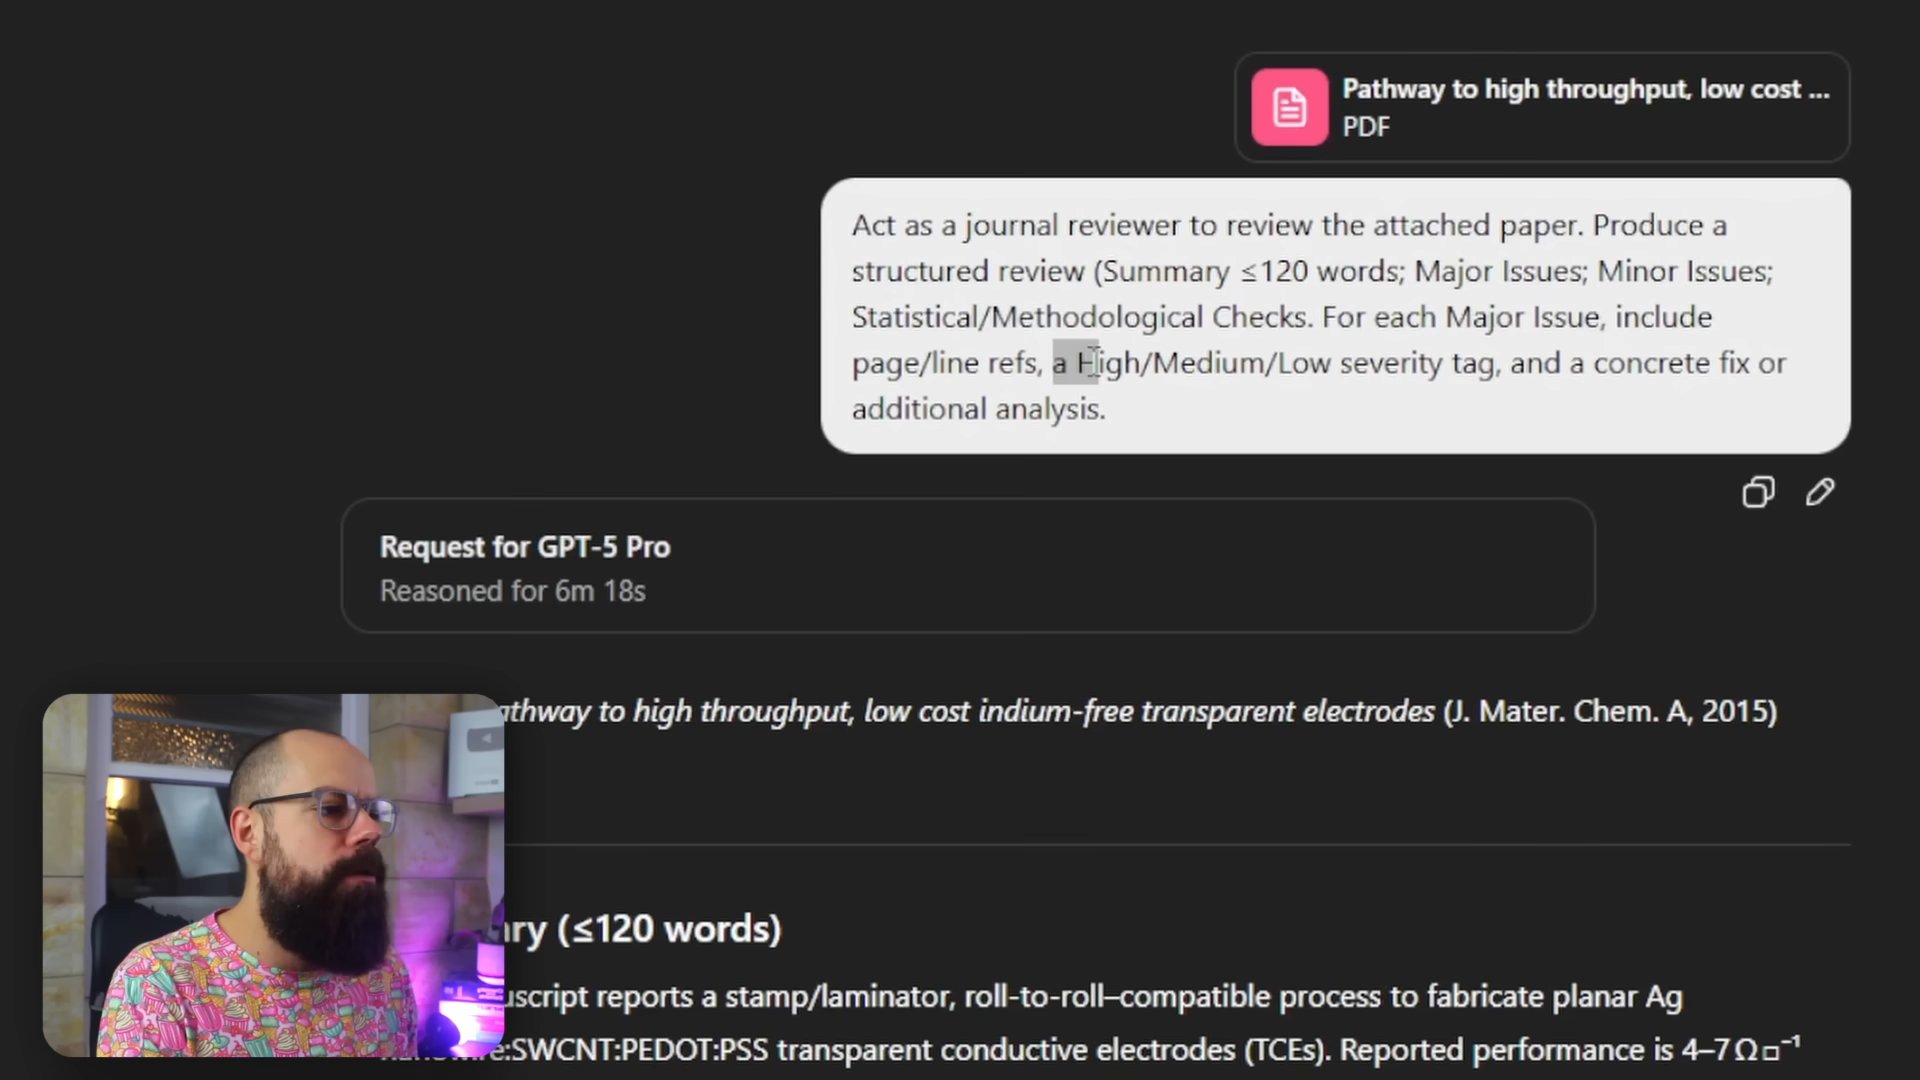 Pathway to high throughput, low cost ...
PDF
Act as a journal reviewer to review the attached paper. Produce a
structured review (Summary ≤120 words; Major Issues; Minor Issues;
Statistical/Methodological Checks. For each Major Issue, include
page/line refs, a High/Medium/Low severity tag, and a concrete fix or
additional analysis.
Request for GPT-5 Pro
Reasoned for 6m 18s
athway to high throughput, low cost indium-free transparent electrodes (J. Mater. Chem. A, 2015)
ry (≤120 words)
uscript reports a stamp/laminator, roll-to-roll–compatible process to fabricate planar Ag
e:SWCNT:PEDOT:PSS transparent conductive electrodes (TCEs). Reported performance is 4–7 Ω □⁻¹